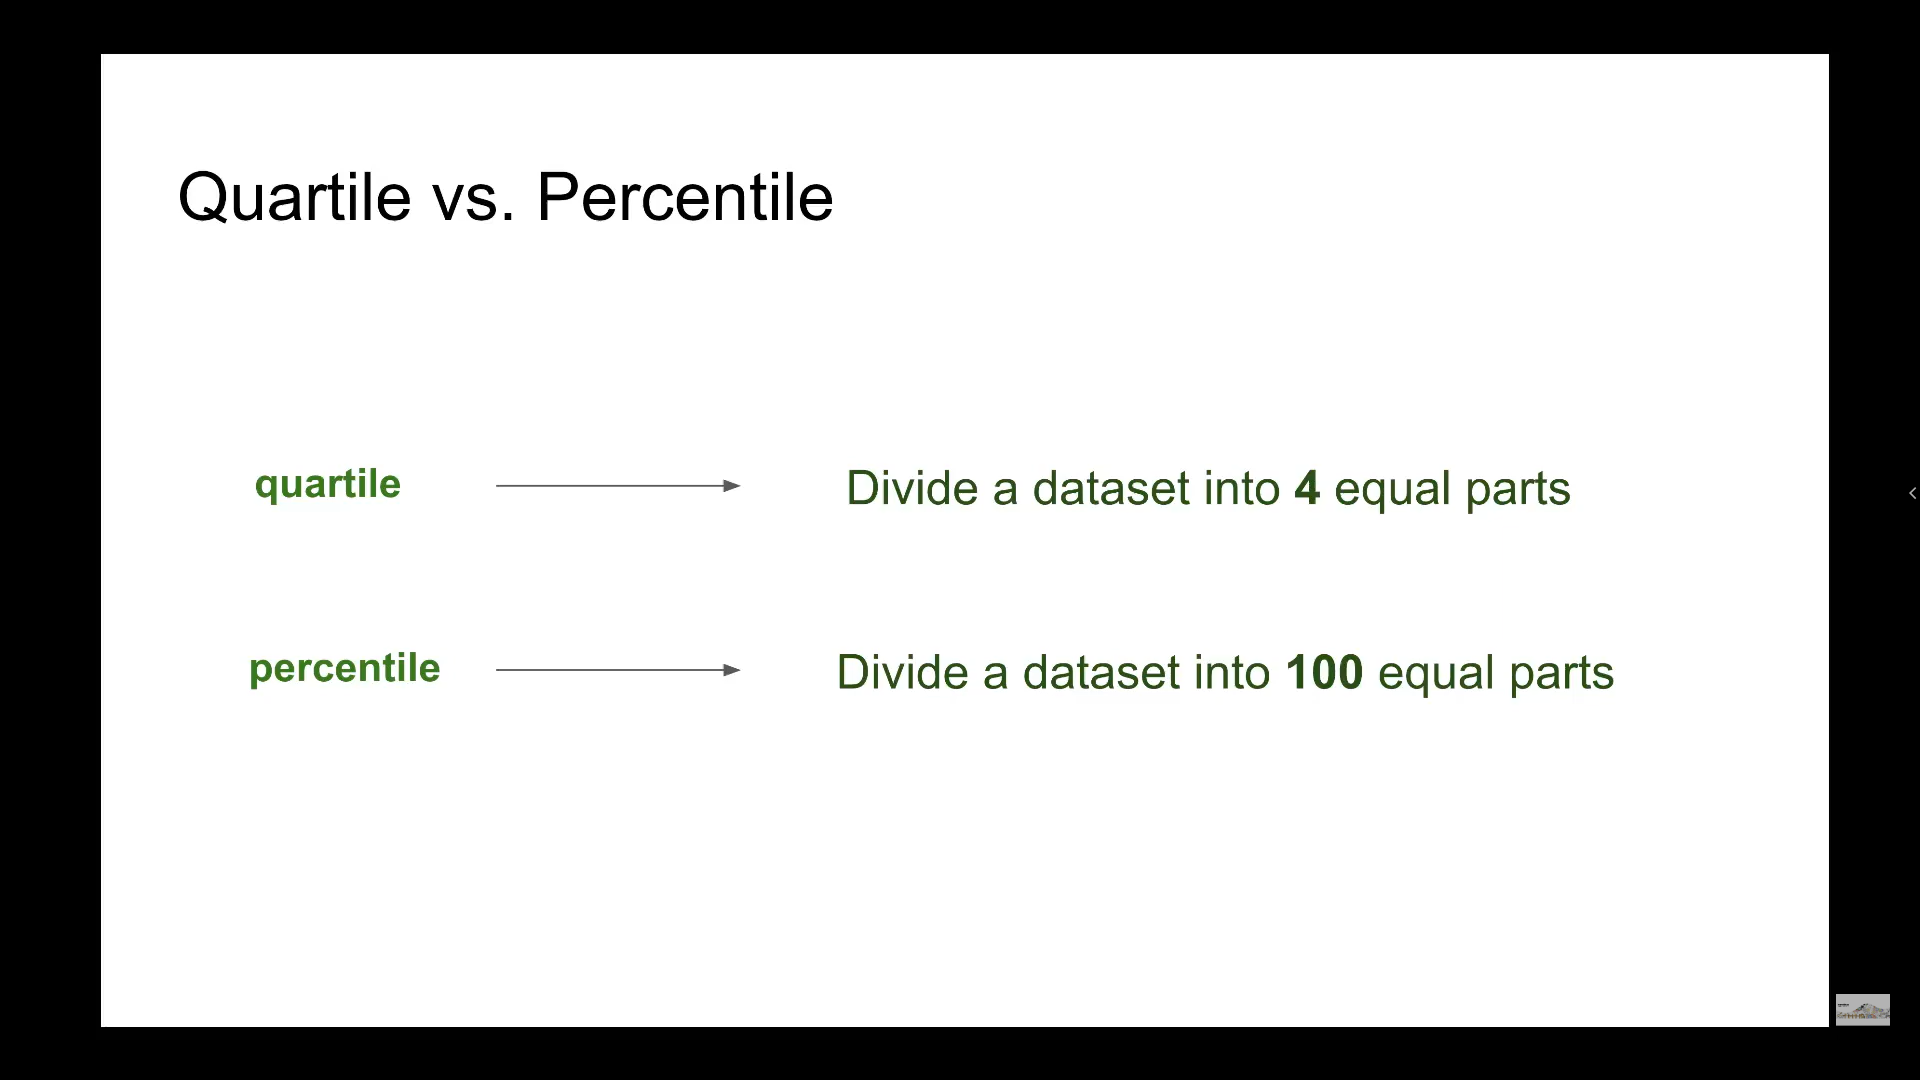 Quartile vs. Percentile
quartile
Divide a dataset into 4 equal parts
percentile
Divide a dataset into 100 equal parts